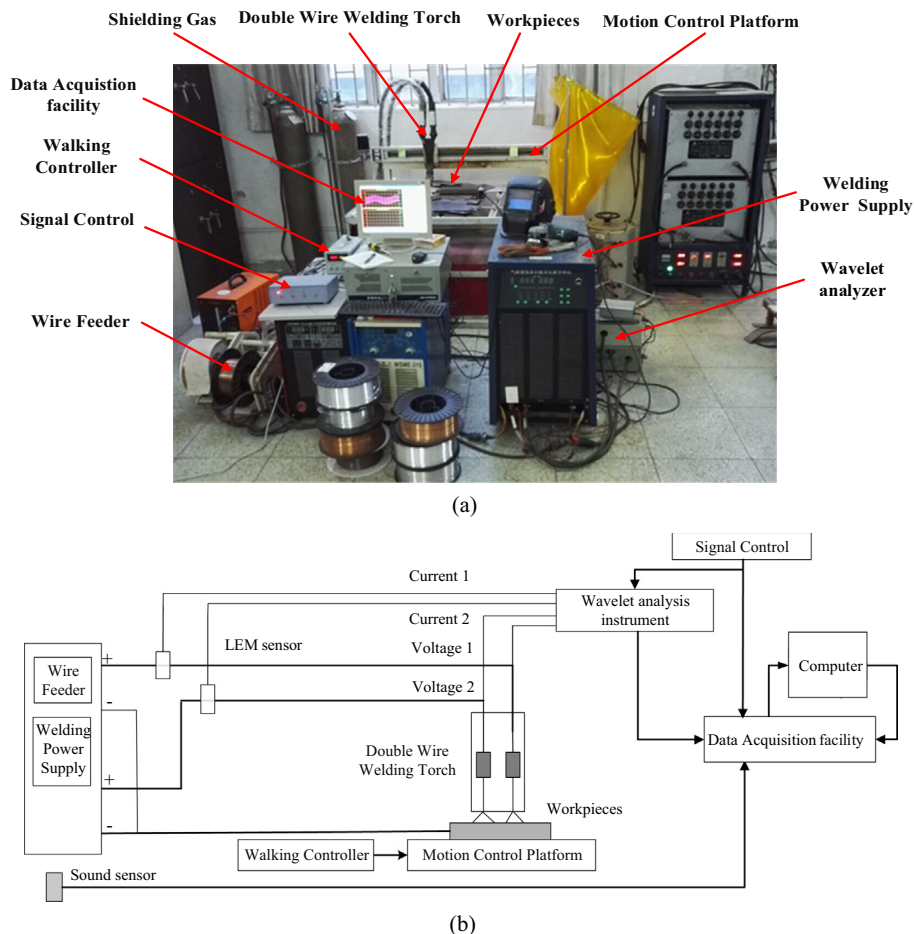 Shielding Gas
Double Wire Welding Torch
Workpieces
Motion Control Platform
Data Acquistion
facility
Walking
Controller
Signal Control
Wire Feeder
Welding
Power Supply
Wavelet
analyzer
(a)
Signal Control
Current 1
Wavelet analysis
instrument
Current 2
LEM sensor
Voltage 1
Computer
+
Wire
Feeder
-
Voltage 2
Welding
Power
Supply
Data Acquisition facility
Double Wire
Welding Torch
+
Workpieces
-
Walking Controller
Motion Control Platform
Sound sensor
(b)